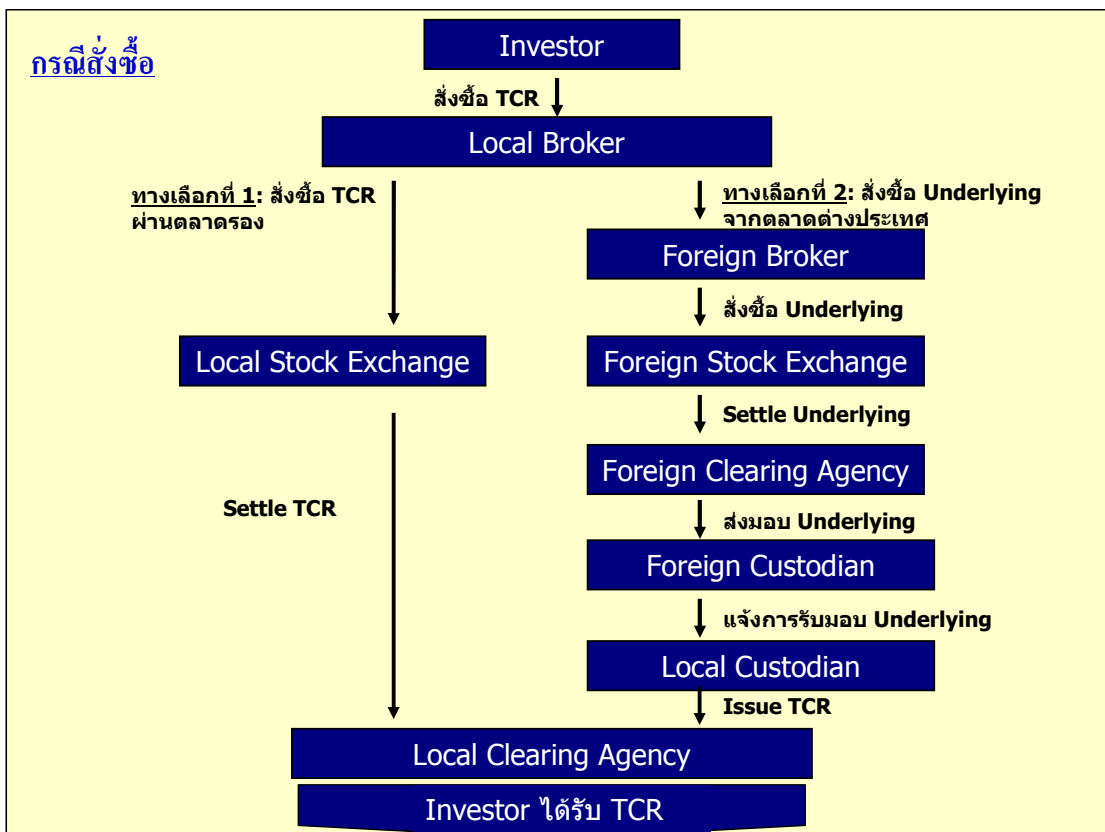 กรณีสั่งซื้อ
Investor
สั่งซื้อ TCR
Local Broker
ทางเลือกที่ 1: สั่งซื้อ TCR
ผ่านตลาดรอง
ทางเลือกที่ 2: สั่งซื้อ Underlying
จากตลาดต่างประเทศ
Foreign Broker
สั่งซื้อ Underlying
Local Stock Exchange
Foreign Stock Exchange
Settle Underlying
Foreign Clearing Agency
Settle TCR
ส่งมอบ Underlying
Foreign Custodian
แจ้งการรับมอบ Underlying
Local Custodian
Issue TCR
Local Clearing Agency
Investor ได้รับ TCR